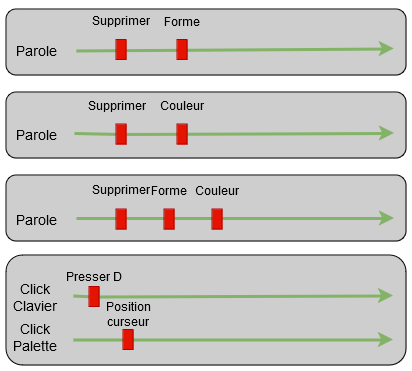 Supprimer Forme
Parole
Supprimer Couleur
Parole
Supprimer Forme Couleur
Parole
Presser D
Click
Clavier
Position
curseur
Click
Palette